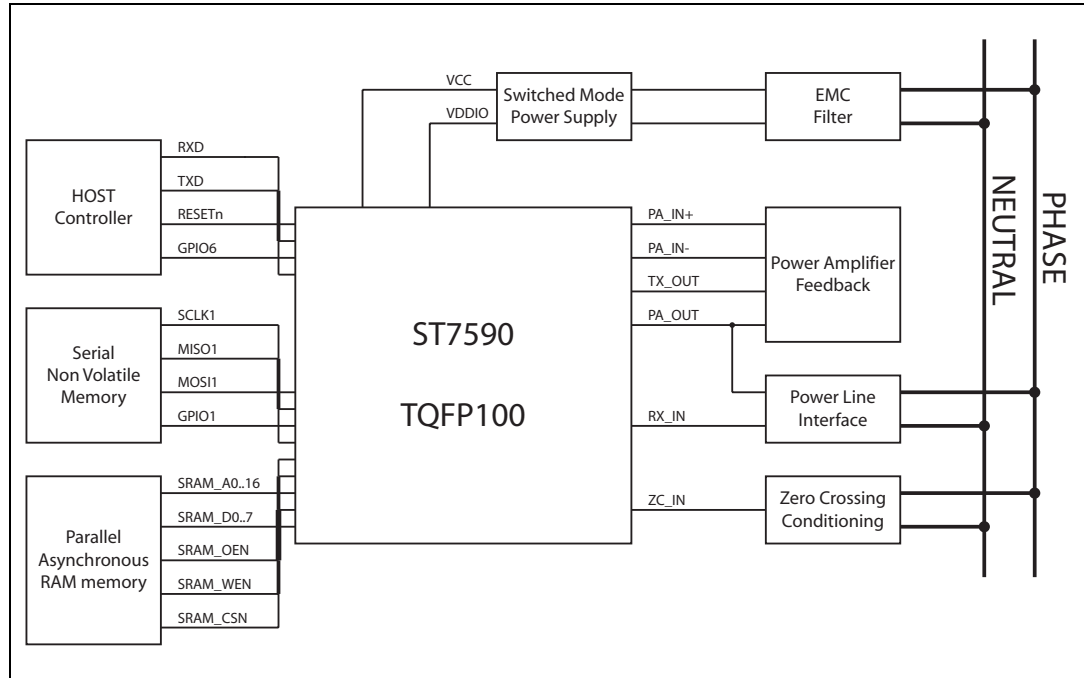 VCC
VDDIO
Switched Mode
Power Supply
EMC
Filter
HOST
Controller
RXD
TXD
RESETn
GPIO6
Serial
Non Volatile
Memory
SCLK1
MISO1
MOSI1
GPIO1
Parallel
Asynchronous
RAM memory
SRAM_A0..16
SRAM_D0..7
SRAM_OEN
SRAM_WEN
SRAM_CSN
ST7590
TQFP100
PA_IN+
PA_IN-
TX_OUT
PA_OUT
RX_IN
ZC_IN
Power Amplifier
Feedback
Power Line
Interface
Zero Crossing
Conditioning
NEUTRAL
PHASE